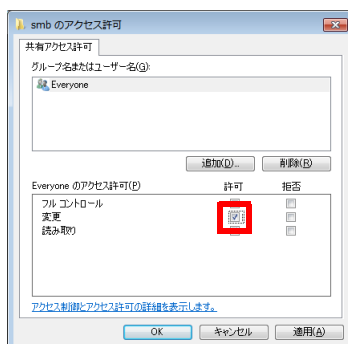 smb のアクセス許可
共有アクセス許可
グループ名またはユーザー名(G):
Everyone
追加(D)... 削除(R)
Everyone のアクセス許可(P) 許可 拒否
フル コントロール
変更
読み取り
アクセス制御とアクセス許可の詳細を表示します。
OK キャンセル 適用(A)